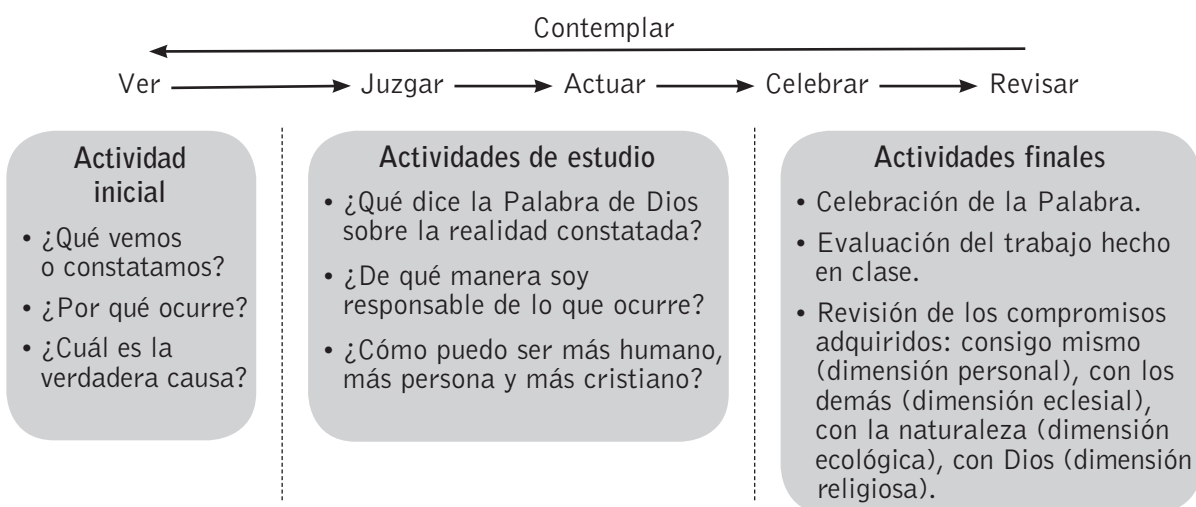 Contemplar
Ver
Juzgar
Actuar
Celebrar
Revisar
Actividad
inicial
• ¿Qué vemos
o constatamos?
• ¿Por qué ocurre?
• ¿Cuál es la
verdadera causa?
Actividades de estudio
• ¿Qué dice la Palabra de Dios
sobre la realidad constatada?
• ¿De qué manera soy
responsable de lo que ocurre?
• ¿Cómo puedo ser más humano,
más persona y más cristiano?
Actividades finales
• Celebración de la Palabra.
• Evaluación del trabajo hecho
en clase.
• Revisión de los compromisos
adquiridos: consigo mismo
(dimensión personal), con los
demás (dimensión eclesial),
con la naturaleza (dimensión
ecológica), con Dios (dimensión
religiosa).